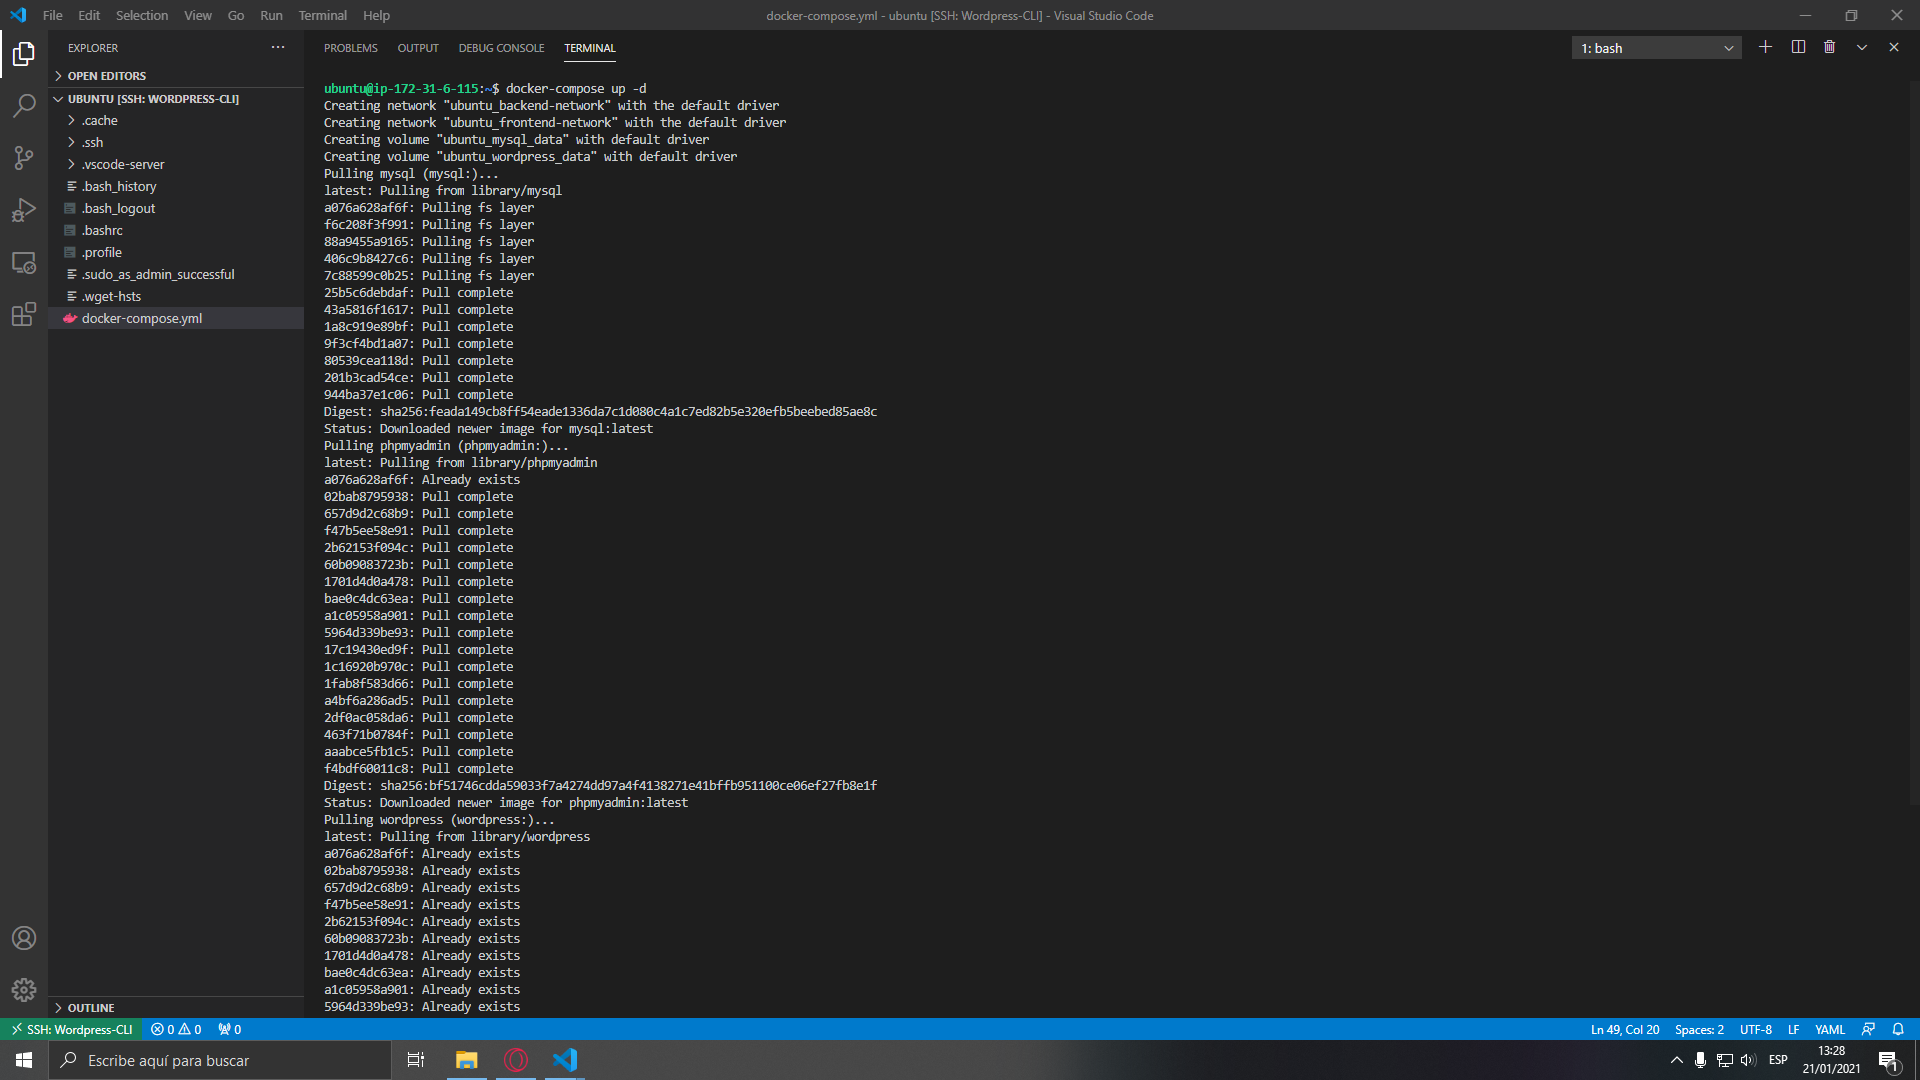 File Edit Selection View Go Run Terminal Help
docker-compose.yml - ubuntu [SSH: Wordpress-CLI] - Visual Studio Code
EXPLORER
OPEN EDITORS
UBUNTU [SSH: WORDPRESS-CLI]
.cache
.ssh
.vscode-server
.bash_history
.bash_logout
.bashrc
.profile
.sudo_as_admin_successful
.wget-hsts
docker-compose.yml
OUTLINE
PROBLEMS OUTPUT DEBUG CONSOLE TERMINAL
1: bash
ubuntu@ip-172-31-6-115:~$ docker-compose up -d
Creating network "ubuntu_backend-network" with the default driver
Creating network "ubuntu_frontend-network" with the default driver
Creating volume "ubuntu_mysql_data" with default driver
Creating volume "ubuntu_wordpress_data" with default driver
Pulling mysql (mysql:)...
latest: Pulling from library/mysql
a076a628af6f: Pulling fs layer
f6c208f3f991: Pulling fs layer
88a9455a9165: Pulling fs layer
406c9b8427c6: Pulling fs layer
7c88599c0b25: Pulling fs layer
25b5c6debdaf: Pull complete
43a5816f1617: Pull complete
1a8c919e89bf: Pull complete
9f3cf4bd1a07: Pull complete
80539cea118d: Pull complete
201b3cad54ce: Pull complete
944ba37e1c06: Pull complete
Digest: sha256:feada149cb8ff54eade1336da7c1d080c4a1c7ed82b5e320efb5beebed85ae8c
Status: Downloaded newer image for mysql:latest
Pulling phpmyadmin (phpmyadmin:)...
latest: Pulling from library/phpmyadmin
a076a628af6f: Already exists
02bab8795938: Pull complete
657d9d2c68b9: Pull complete
f47b5ee58e91: Pull complete
2b62153f094c: Pull complete
60b09083723b: Pull complete
1701d4d0a478: Pull complete
bae0c4dc63ea: Pull complete
a1c05958a901: Pull complete
5964d339be93: Pull complete
17c19430ed9f: Pull complete
1c16920b970c: Pull complete
1fab8f583d66: Pull complete
a4bf6a286ad5: Pull complete
2df0ac058da6: Pull complete
463f71b0784f: Pull complete
aaabce5fb1c5: Pull complete
f4bdf60011c8: Pull complete
Digest: sha256:bf51746cdda59033f7a4274dd97a4f4138271e41bffb951100ce06ef27fb8e1f
Status: Downloaded newer image for phpmyadmin:latest
Pulling wordpress (wordpress:)...
latest: Pulling from library/wordpress
a076a628af6f: Already exists
02bab8795938: Already exists
657d9d2c68b9: Already exists
f47b5ee58e91: Already exists
2b62153f094c: Already exists
60b09083723b: Already exists
1701d4d0a478: Already exists
bae0c4dc63ea: Already exists
a1c05958a901: Already exists
5964d339be93: Already exists
SSH: Wordpress-CLI 0 0 0
Ln 49, Col 20 Spaces: 2 UTF-8 LF YAML
Escribe aquí para buscar
ESP
13:28
21/01/2021
1